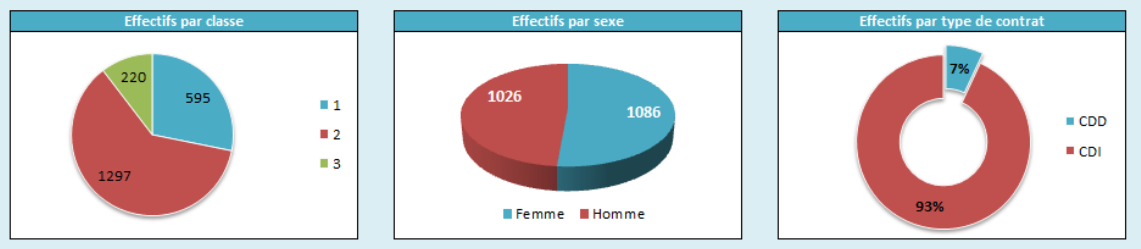 Effectifs par classe
220
595
1297
1
2
3
Effectifs par sexe
1026
1086
Femme Homme
Effectifs par type de contrat
7%
93%
CDD
CDI